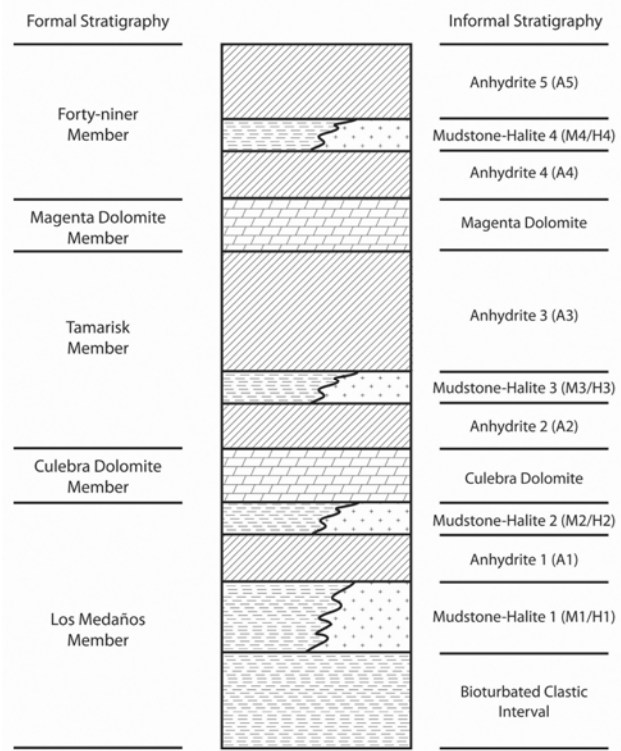 Formal Stratigraphy
Forty-niner
Member
Magenta Dolomite
Member
Tamarisk
Member
Culebra Dolomite
Member
Los Medaños
Member
Informal Stratigraphy
Anhydrite 5 (A5)
Mudstone-Halite 4 (M4/H4)
Anhydrite 4 (A4)
Magenta Dolomite
Anhydrite 3 (A3)
Mudstone-Halite 3 (M3/H3)
Anhydrite 2 (A2)
Culebra Dolomite
Mudstone-Halite 2 (M2/H2)
Anhydrite 1 (A1)
Mudstone-Halite 1 (M1/H1)
Bioturbated Clastic
Interval